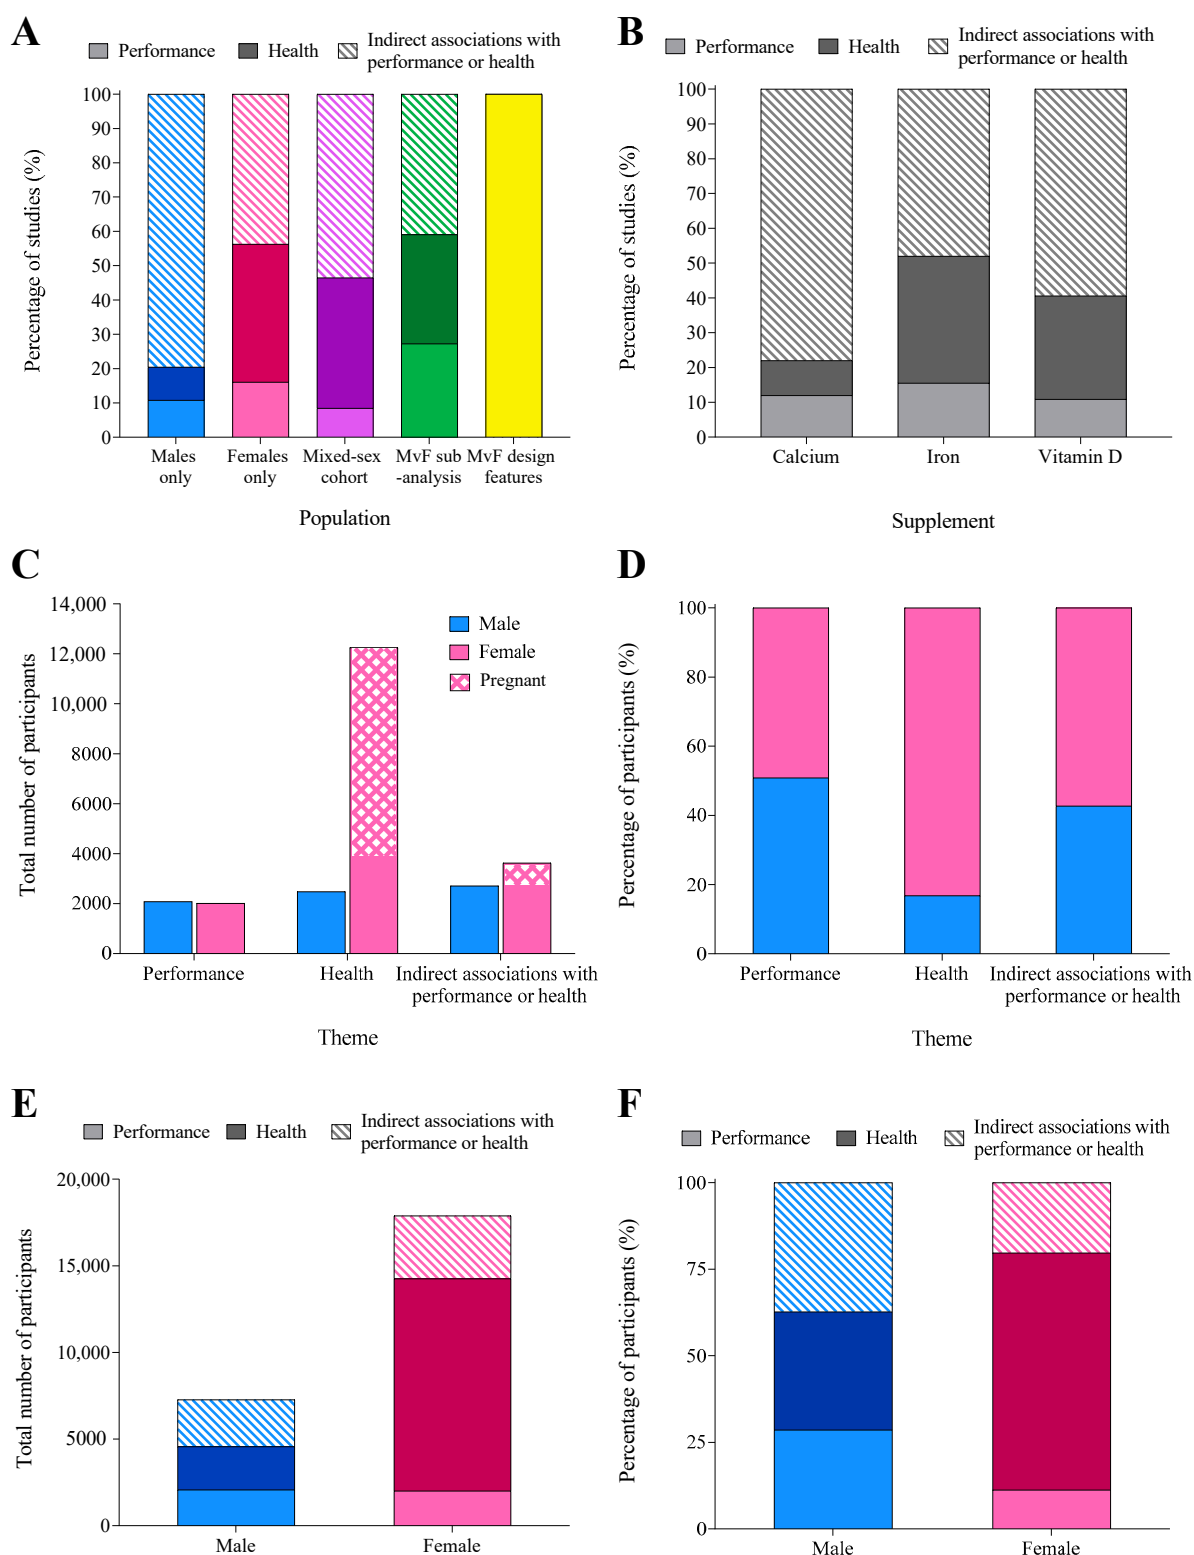 A
Performance
Health
Indirect associations with
performance or health
Percentage of studies (%)
100
90
80
70
60
50
40
30
20
10
0
Males
only
Females
only
Mixed-sex
cohort
MvF sub
-analysis
MvF design
features
Population
B
Performance
Health
Indirect associations with
performance or health
Percentage of studies (%)
100
90
80
70
60
50
40
30
20
10
0
Calcium
Iron
Vitamin D
Supplement
C
Male
Female
Pregnant
Total number of participants
14,000
12,000
10,000
8000
6000
4000
2000
0
Performance
Health
Indirect associations with
performance or health
Theme
D
Percentage of participants (%)
100
80
60
40
20
0
Performance
Health
Indirect associations with
performance or health
Theme
E
Performance
Health
Indirect associations with
performance or health
Total number of participants
20,000
15,000
10,000
5000
0
Male
Female
F
Performance
Health
Indirect associations with
performance or health
Percentage of participants (%)
100
75
50
25
0
Male
Female